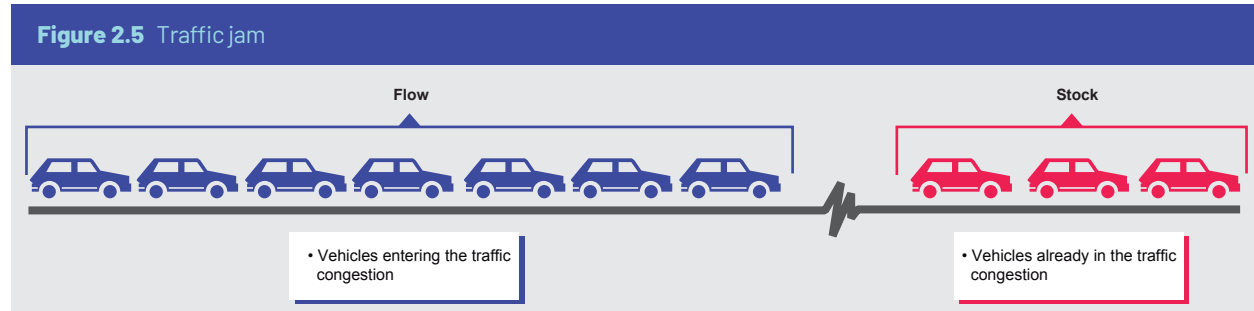 Figure 2.5 Traffic jam
Flow
Stock
• Vehicles entering the traffic
congestion
• Vehicles already in the traffic
congestion